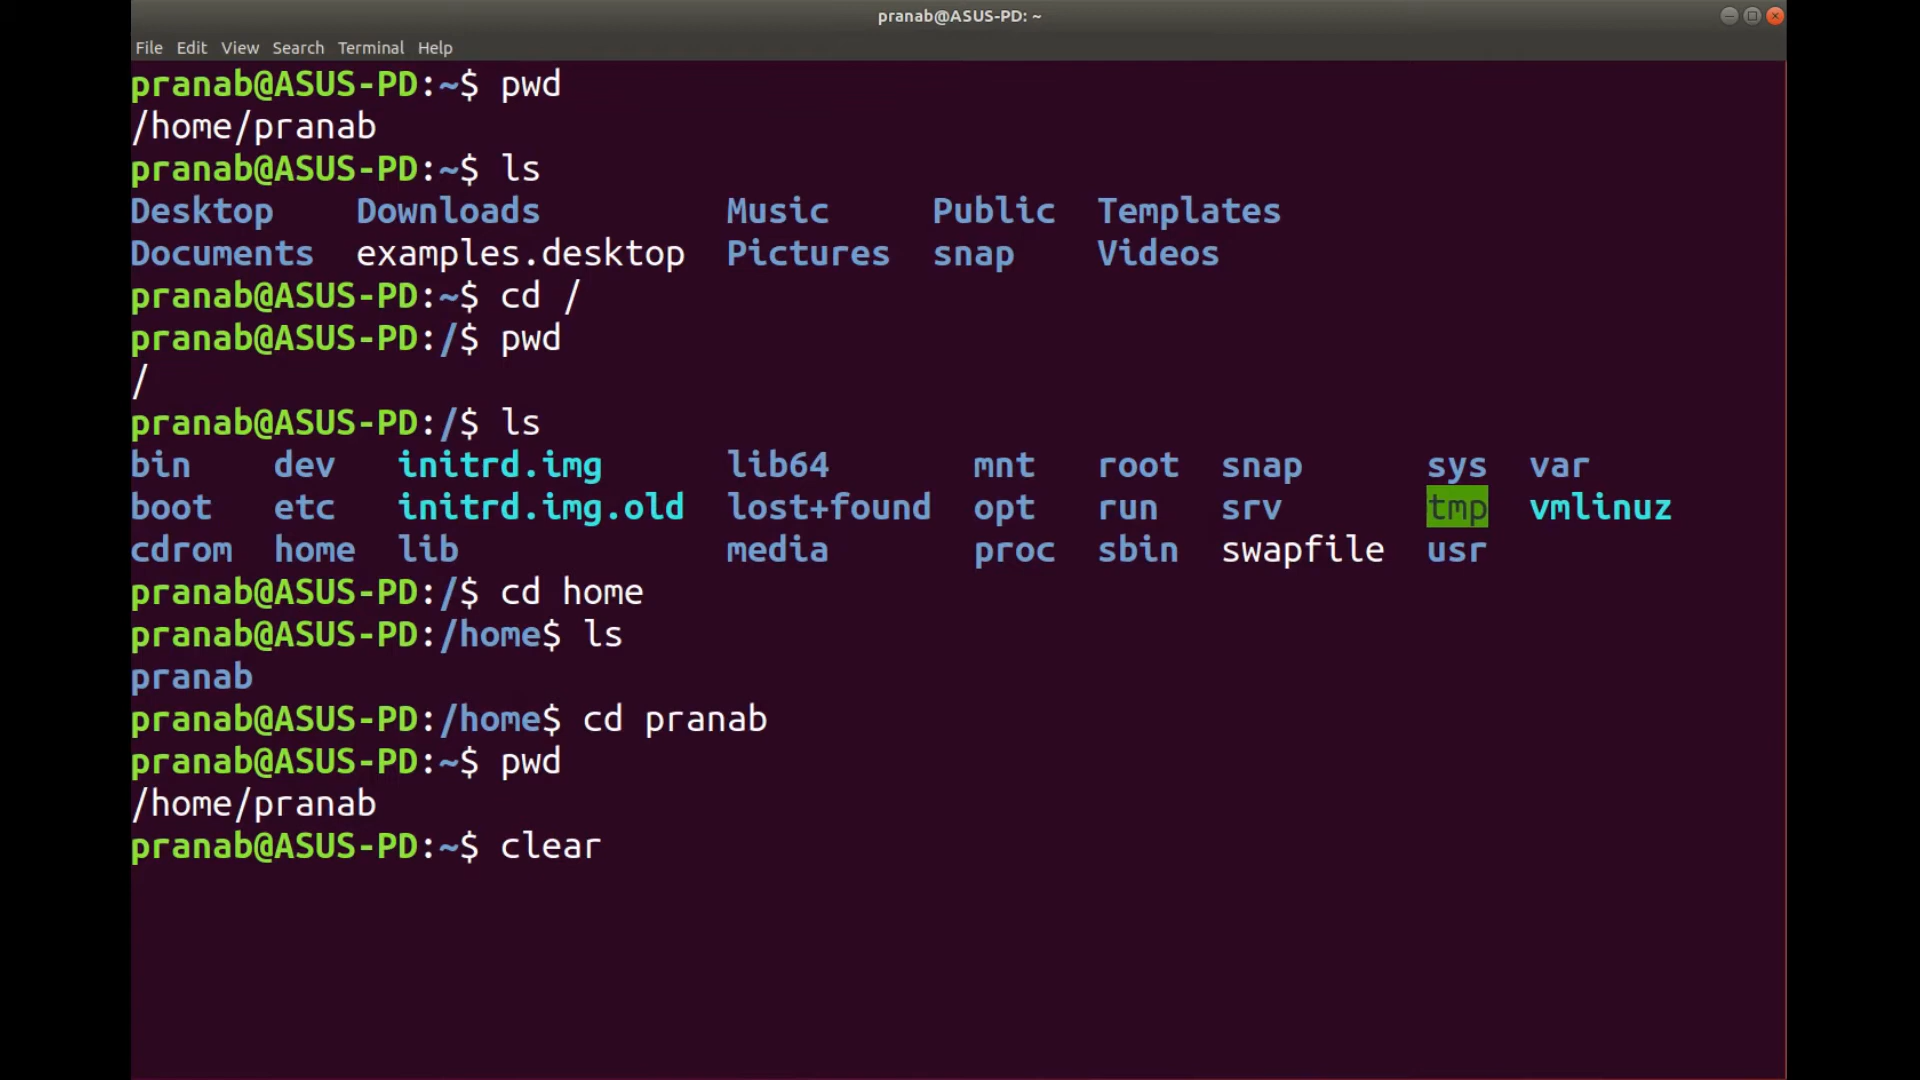 pranab@ASUS-PD: ~
File Edit View Search Terminal Help
pranab@ASUS-PD:~$ pwd
/home/pranab
pranab@ASUS-PD:~$ ls
Desktop Downloads Music Public Templates
Documents examples.desktop Pictures snap Videos
pranab@ASUS-PD:~$ cd /
pranab@ASUS-PD:/$ pwd
/
pranab@ASUS-PD:/$ ls
bin dev initrd.img lib64 mnt root snap sys var
boot etc initrd.img.old lost+found opt run srv tmp vmlinuz
cdrom home lib media proc sbin swapfile usr
pranab@ASUS-PD:/$ cd home
pranab@ASUS-PD:/home$ ls
pranab
pranab@ASUS-PD:/home$ cd pranab
pranab@ASUS-PD:~$ pwd
/home/pranab
pranab@ASUS-PD:~$ clear